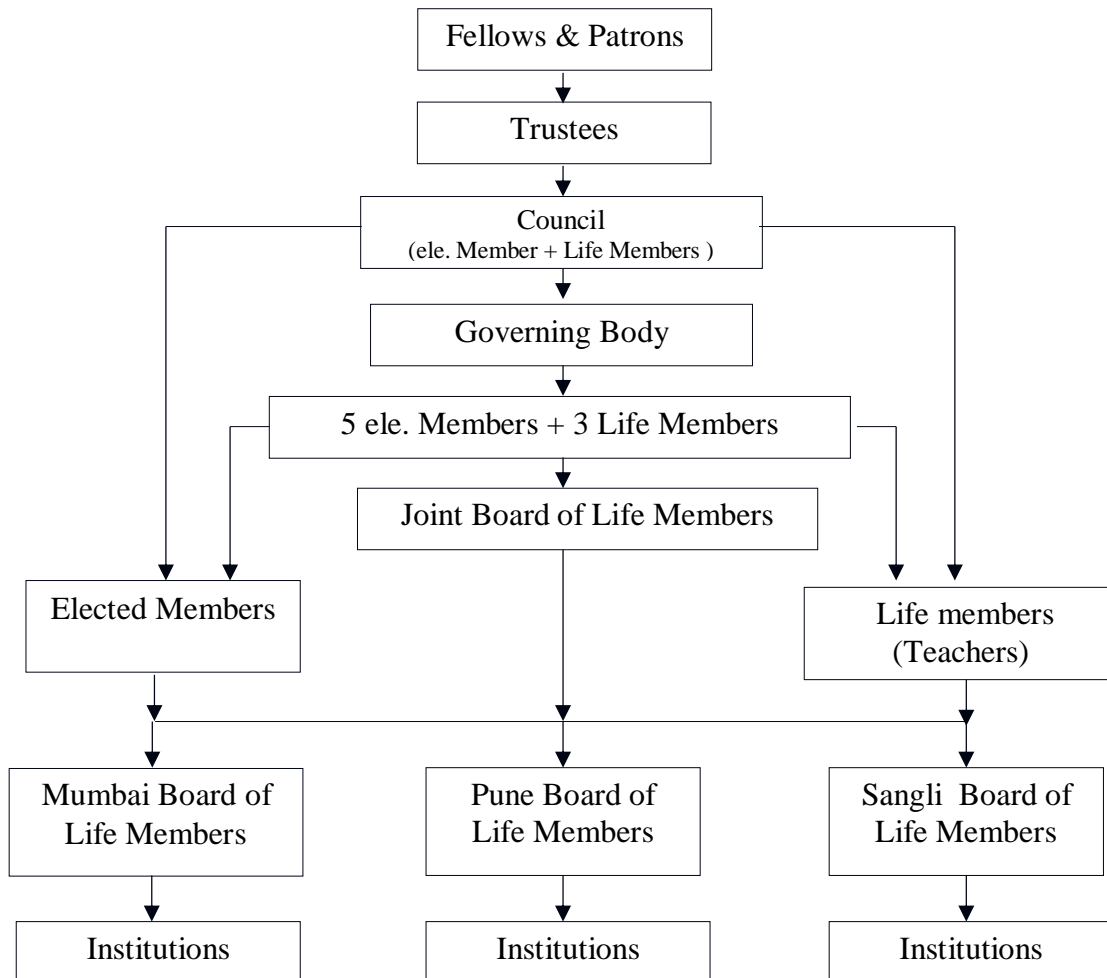 Fellows & Patrons
Trustees
Council
(ele. Member + Life Members )
Governing Body
5 ele. Members + 3 Life Members
Joint Board of Life Members
Elected Members
Life members
(Teachers)
Mumbai Board of
Life Members
Pune Board of
Life Members
Sangli Board of
Life Members
Institutions
Institutions
Institutions